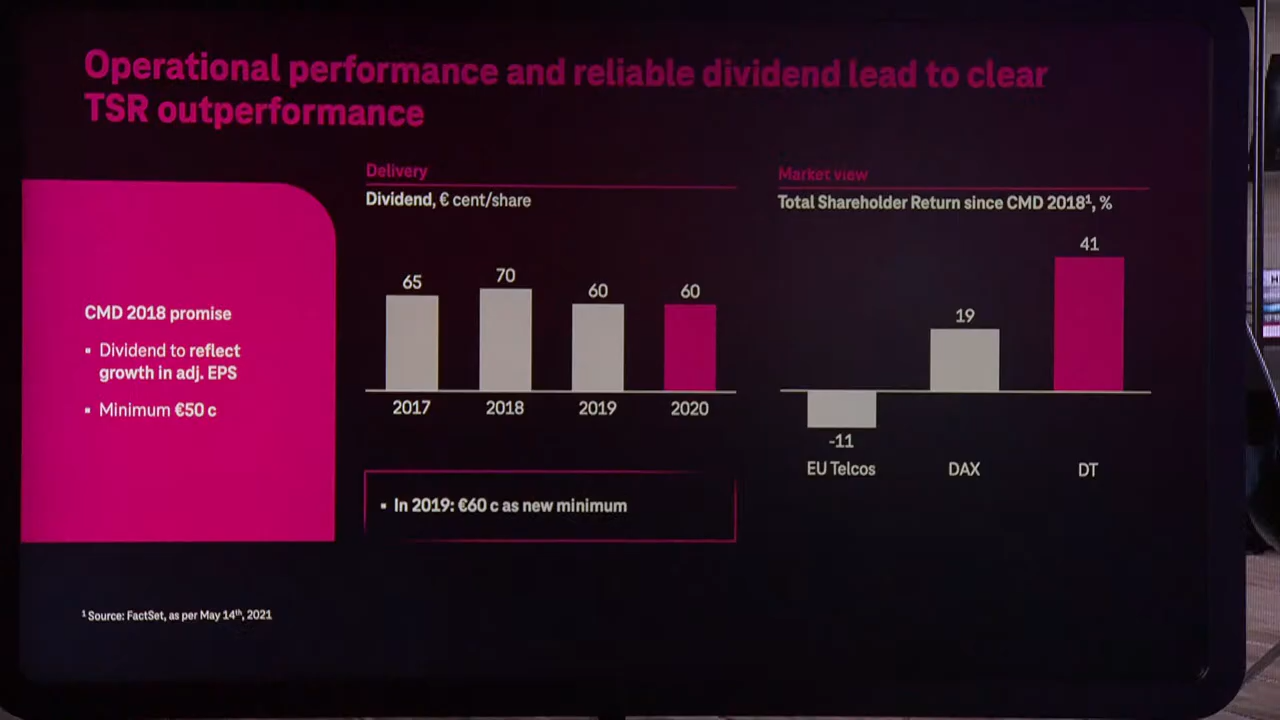 Operational performance and reliable dividend lead to clear
TSR outperformance
CMD 2018 promise
▪ Dividend to reflect
growth in adj. EPS
▪ Minimum €50 c
Delivery
Dividend, € cent/share
65
70
60
60
2017
2018
2019
2020
▪ In 2019: €60 c as new minimum
Market view
Total Shareholder Return since CMD 2018¹, %
41
19
-11
EU Telcos
DAX
DT
¹ Source: FactSet, as per May 14th, 2021